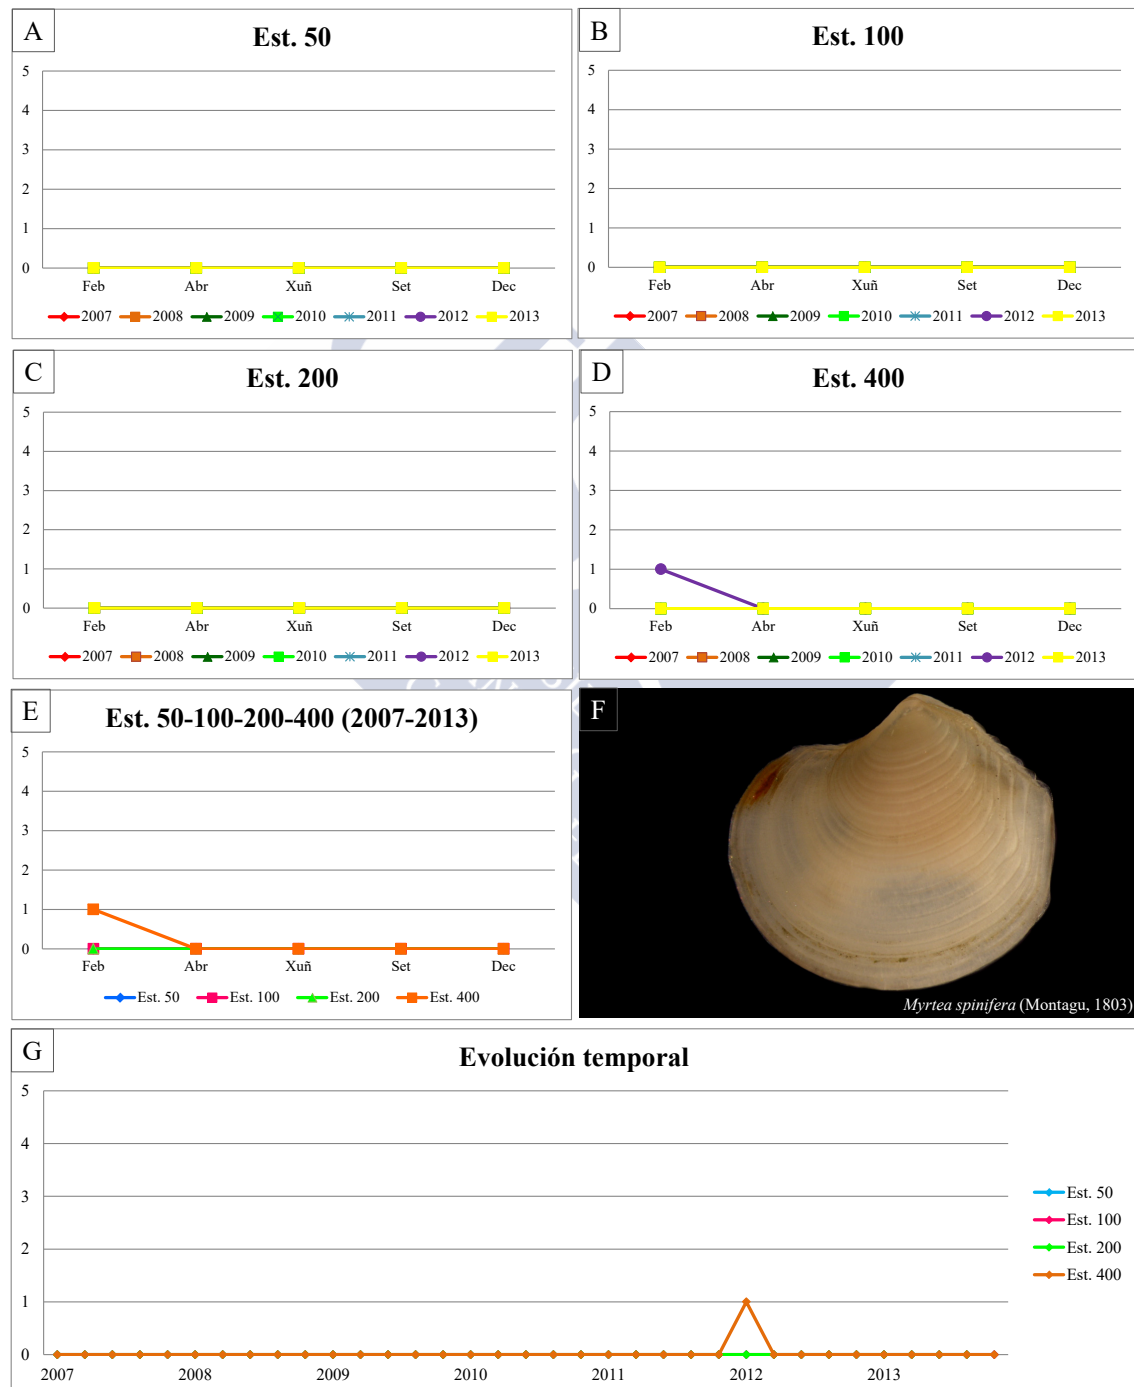 A
Est. 50
5
4
3
2
1
0
Feb Abr Xuñ Set Dec
2007 2008 2009 2010 2011 2012 2013
B
Est. 100
5
4
3
2
1
0
Feb Abr Xuñ Set Dec
2007 2008 2009 2010 2011 2012 2013
C
Est. 200
5
4
3
2
1
0
Feb Abr Xuñ Set Dec
2007 2008 2009 2010 2011 2012 2013
D
Est. 400
5
4
3
2
1
0
Feb Abr Xuñ Set Dec
2007 2008 2009 2010 2011 2012 2013
E
Est. 50-100-200-400 (2007-2013)
5
4
3
2
1
0
Feb Abr Xuñ Set Dec
Est. 50 Est. 100 Est. 200 Est. 400
F
Myrtea spinifera (Montagu, 1803)
G
Evolución temporal
5
4
3
2
1
0
2007 2008 2009 2010 2011 2012 2013
Est. 50
Est. 100
Est. 200
Est. 400